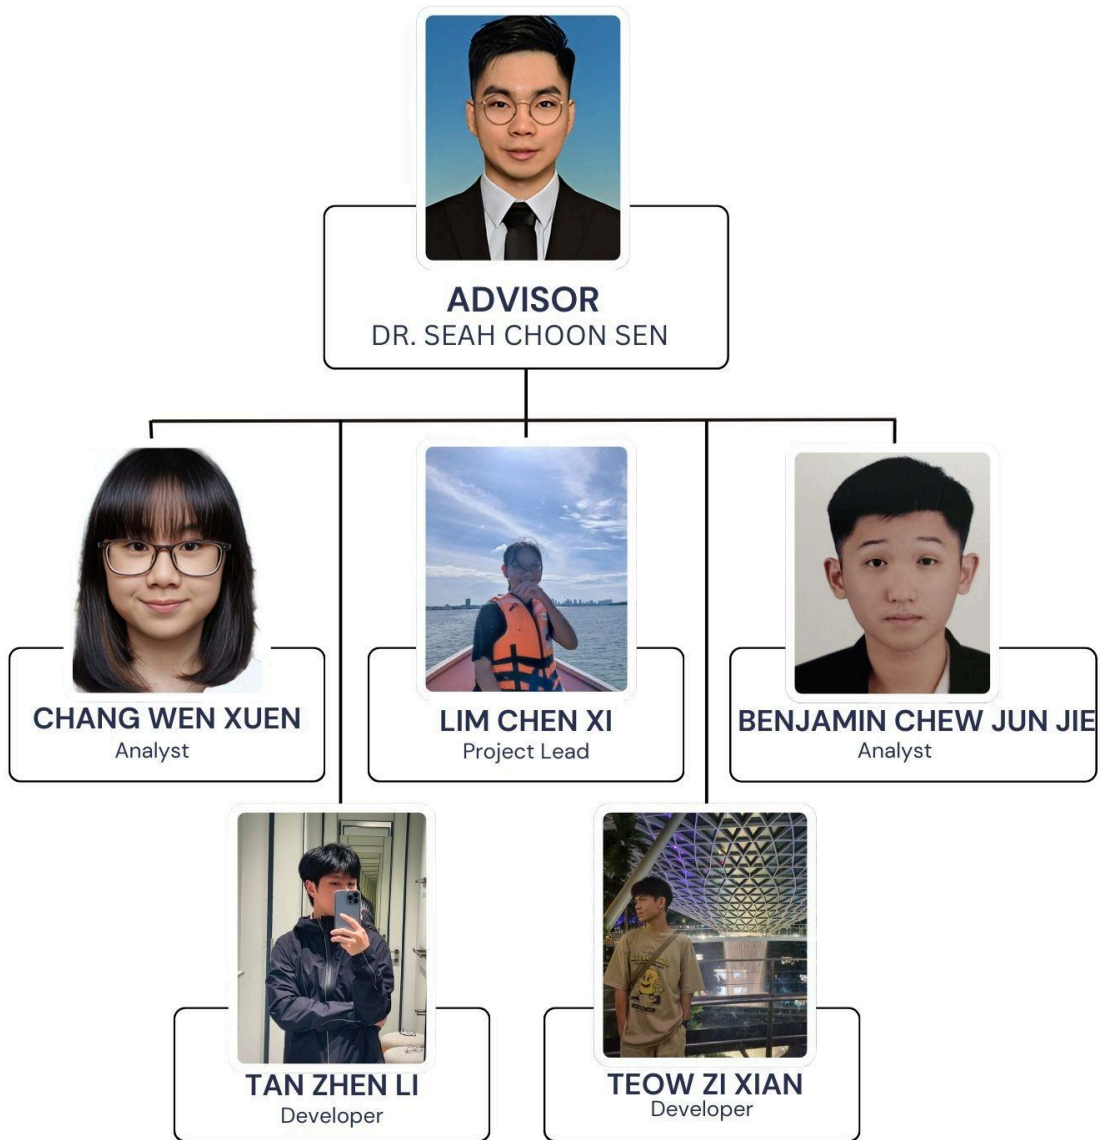 ADVISOR
DR. SEAH CHOON SEN
CHANG WEN XUEN
Analyst
LIM CHEN XI
Project Lead
BENJAMIN CHEW JUN JIE
Analyst
TAN ZHEN LI
Developer
TEOW ZI XIAN
Developer